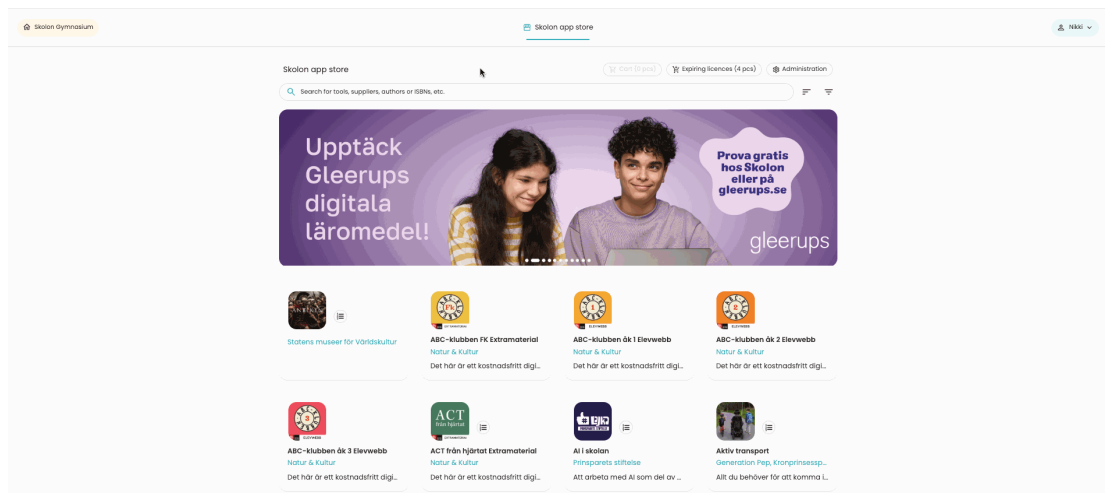 Skolon Gymnasium
Skolon app store
Nikki
Skolon app store
Cart (0 pcs)
Expiring licences (4 pcs)
Administration
Search for tools, suppliers, authors or ISBNs, etc.
Upptäck
Gleerups
digitala
läromedel!
Prova gratis
hos Skolon
eller på
gleerups.se
gleerups
Statens museer för Världskultur
ABC-klubben FK Extramaterial
Natur & Kultur
Det här är ett kostnadsfritt digi...
ABC-klubben åk 1 Elevwebb
Natur & Kultur
Det här är ett kostnadsfritt digi...
ABC-klubben åk 2 Elevwebb
Natur & Kultur
Det här är ett kostnadsfritt digi...
ABC-klubben åk 3 Elevwebb
Natur & Kultur
Det här är ett kostnadsfritt digi...
ACT
från hjärtat
ACT från hjärtat Extramaterial
Natur & Kultur
Det här är ett kostnadsfritt digi...
AI i skolan
Prinsparets stiftelse
Att arbeta med AI som del av ...
Aktiv transport
Generation Pep, Kronprinsessp...
Allt du behöver för att komma i...